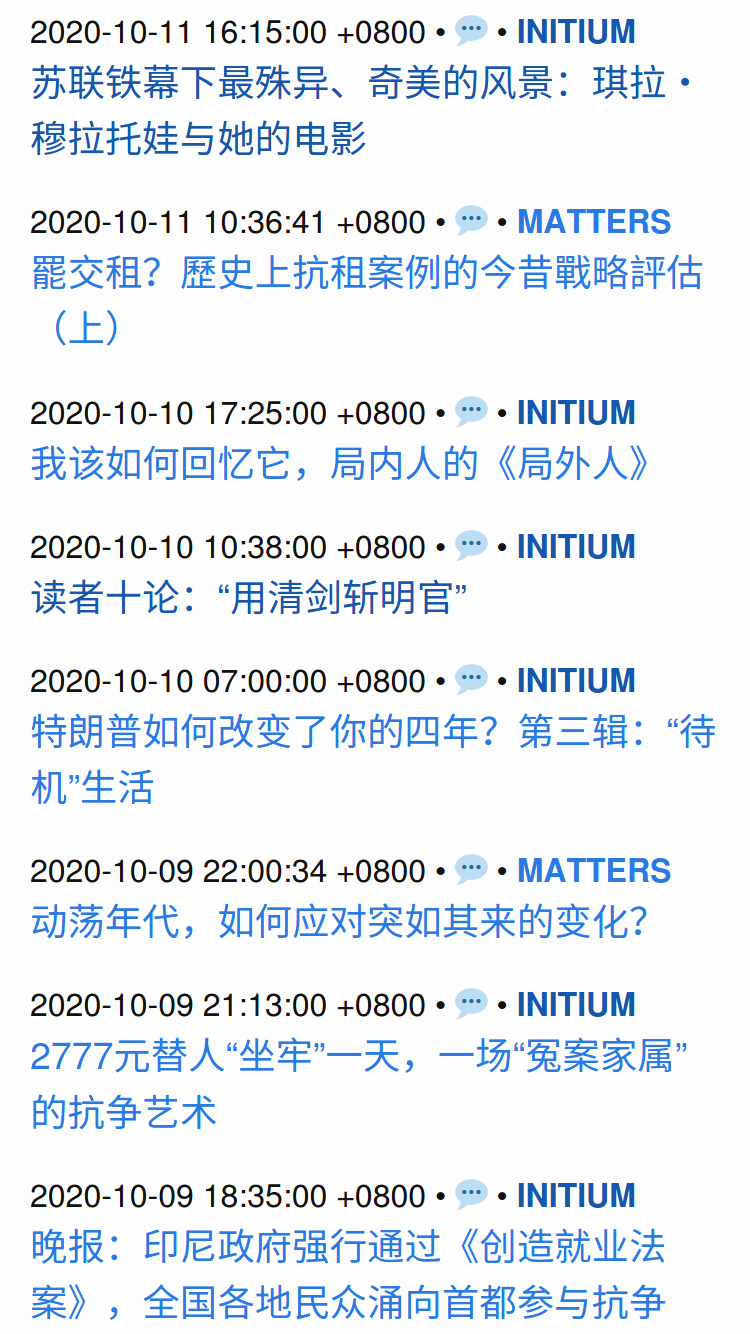 2020-10-11 16:15:00 +0800 • 💬 • INITIUM
苏联铁幕下最殊异、奇美的风景：琪拉・
穆拉托娃与她的电影
2020-10-11 10:36:41 +0800 • 💬 • MATTERS
罷交租？歷史上抗租案例的今昔戰略評估
（上）
2020-10-10 17:25:00 +0800 • 💬 • INITIUM
我该如何回忆它，局内人的《局外人》
2020-10-10 10:38:00 +0800 • 💬 • INITIUM
读者十论：“用清剑斩明官”
2020-10-10 07:00:00 +0800 • 💬 • INITIUM
特朗普如何改变了你的四年？第三辑：“待
机”生活
2020-10-09 22:00:34 +0800 • 💬 • MATTERS
动荡年代，如何应对突如其来的变化？
2020-10-09 21:13:00 +0800 • 💬 • INITIUM
2777元替人“坐牢”一天，一场“冤案家属”
的抗争艺术
2020-10-09 18:35:00 +0800 • 💬 • INITIUM
晚报：印尼政府强行通过《创造就业法
案》，全国各地民众涌向首都参与抗争